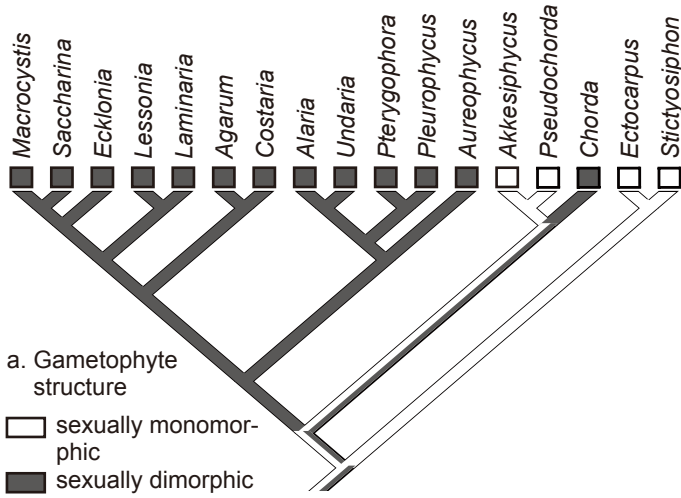 Macrocystis
Saccharina
Ecklonia
Lessonia
Laminaria
Agarum
Costaria
Alaria
Undaria
Pterygophora
Pleurophycus
Aureophycus
Akkesiphycus
Pseudochorda
Chorda
Ectocarpus
Stictyosiphon
a. Gametophyte
structure
sexually monomor-
phic
sexually dimorphic